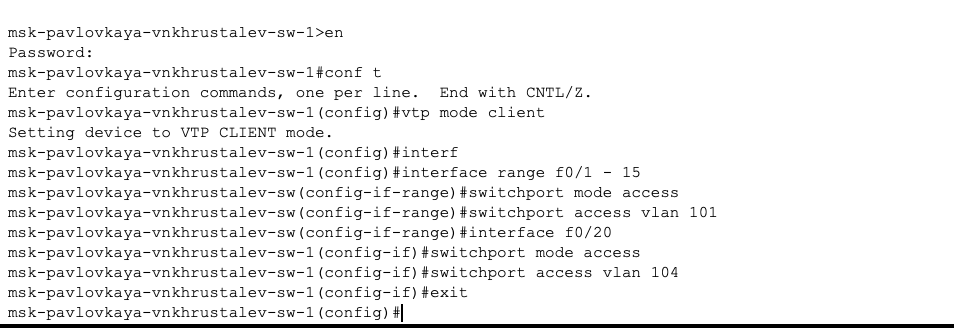 msk-pavlovkaya-vnkhrustalev-sw-1>en
Password:
msk-pavlovkaya-vnkhrustalev-sw-1#conf t
Enter configuration commands, one per line.  End with CNTL/Z.
msk-pavlovkaya-vnkhrustalev-sw-1(config)#vtp mode client
Setting device to VTP CLIENT mode.
msk-pavlovkaya-vnkhrustalev-sw-1(config)#interf
msk-pavlovkaya-vnkhrustalev-sw-1(config)#interface range f0/1 - 15
msk-pavlovkaya-vnkhrustalev-sw(config-if-range)#switchport mode access
msk-pavlovkaya-vnkhrustalev-sw(config-if-range)#switchport access vlan 101
msk-pavlovkaya-vnkhrustalev-sw(config-if-range)#interface f0/20
msk-pavlovkaya-vnkhrustalev-sw-1(config-if)#switchport mode access
msk-pavlovkaya-vnkhrustalev-sw-1(config-if)#switchport access vlan 104
msk-pavlovkaya-vnkhrustalev-sw-1(config-if)#exit
msk-pavlovkaya-vnkhrustalev-sw-1(config)#